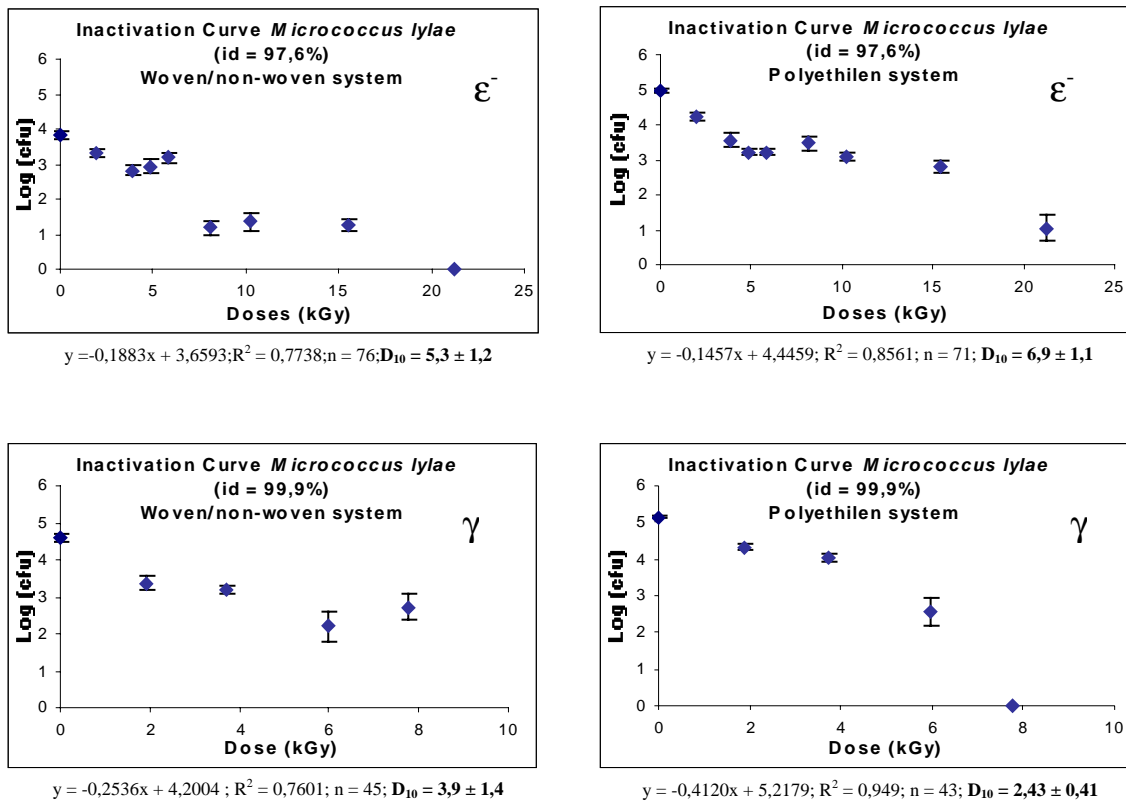 Inactivation Curve Micrococcus lylae
(id = 97,6%)
Woven/non-woven system
ε⁻
Log [cfu]
6
5
4
3
2
1
0
0 5 10 15 20 25
Doses (kGy)
y =-0,1883x + 3,6593;R² = 0,7738;n = 76;D₁₀ = 5,3 ± 1,2
Inactivation Curve Micrococcus lylae
(id = 97,6%)
Polyethilen system
ε⁻
Log [cfu]
6
5
4
3
2
1
0
0 5 10 15 20 25
Doses (kGy)
y = -0,1457x + 4,4459; R² = 0,8561; n = 71; D₁₀ = 6,9 ± 1,1
Inactivation Curve Micrococcus lylae
(id = 99,9%)
Woven/non-woven system
γ
Log [cfu]
6
5
4
3
2
1
0
0 2 4 6 8 10
Dose (kGy)
y = -0,2536x + 4,2004 ; R² = 0,7601; n = 45; D₁₀ = 3,9 ± 1,4
Inactivation Curve Micrococcus lylae
(id = 99,9%)
Polyethilen system
γ
Log [cfu]
6
5
4
3
2
1
0
0 2 4 6 8 10
Dose (kGy)
y = -0,4120x + 5,2179; R² = 0,949; n = 43; D₁₀ = 2,43 ± 0,41